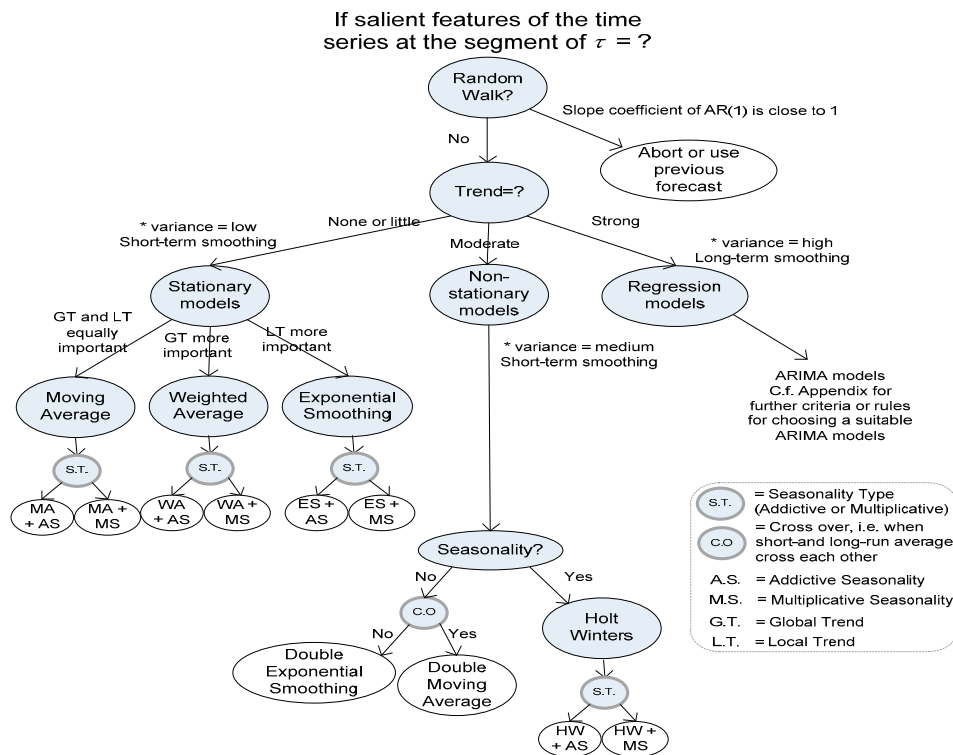 If salient features of the time
series at the segment of τ = ?
Random
Walk?
Slope coefficient of AR(1) is close to 1
No
Abort or use
previous
forecast
Trend=?
None or little
Strong
* variance = low
Short-term smoothing
Moderate
* variance = high
Long-term smoothing
Stationary
models
Non-
stationary
models
Regression
models
GT and LT
equally
important
GT more
important
LT more
important
* variance = medium
Short-term smoothing
Moving
Average
Weighted
Average
Exponential
Smoothing
ARIMA models
C.f. Appendix for
further criteria or rules
for choosing a suitable
ARIMA models
S.T.
S.T.
S.T.
MA
+ AS
MA +
MS
WA
+ AS
WA +
MS
ES +
AS
ES +
MS
S.T.
= Seasonality Type
(Addictive or Multiplicative)
C.O
= Cross over, i.e. when
short-and long-run average
cross each other
A.S. = Addictive Seasonality
M.S. = Multiplicative Seasonality
G.T. = Global Trend
L.T. = Local Trend
Seasonality?
No
Yes
C.O
Holt
Winters
No
Yes
Double
Exponential
Smoothing
Double
Moving
Average
S.T.
HW
+ AS
HW +
MS